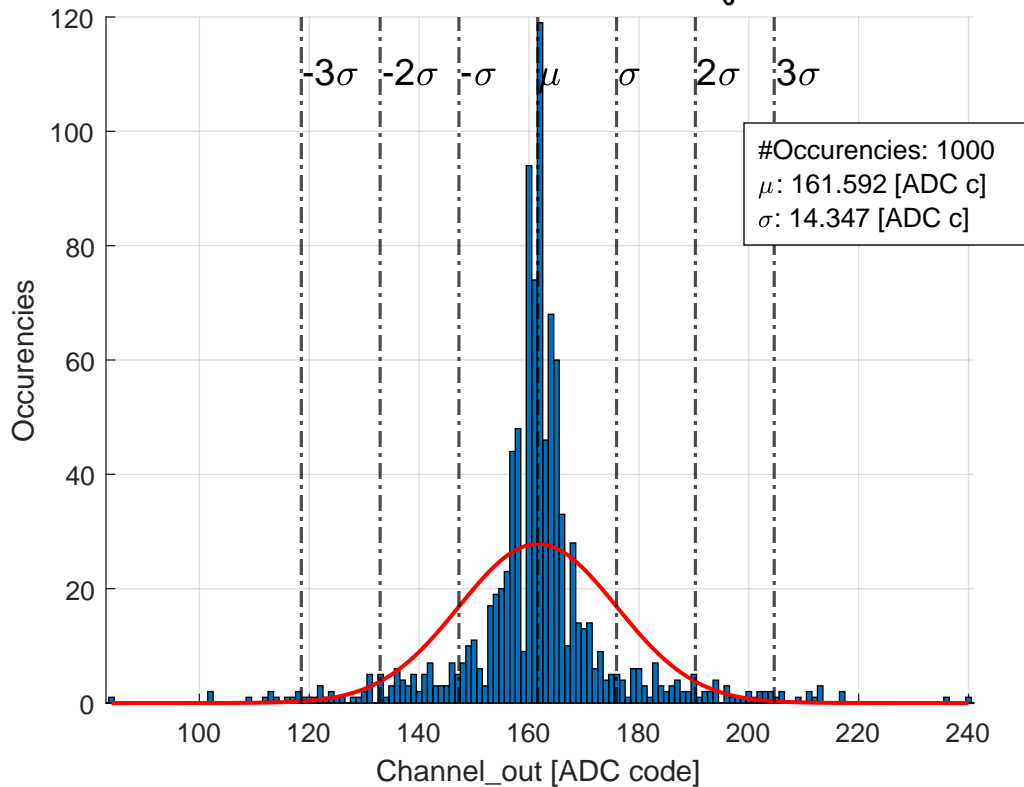 120
-3σ -2σ -σ μ σ 2σ 3σ
100
#Occurencies: 1000
μ: 161.592 [ADC c]
σ: 14.347 [ADC c]
80
60
40
20
0
Occurencies
100 120 140 160 180 200 220 240
Channel_out [ADC code]